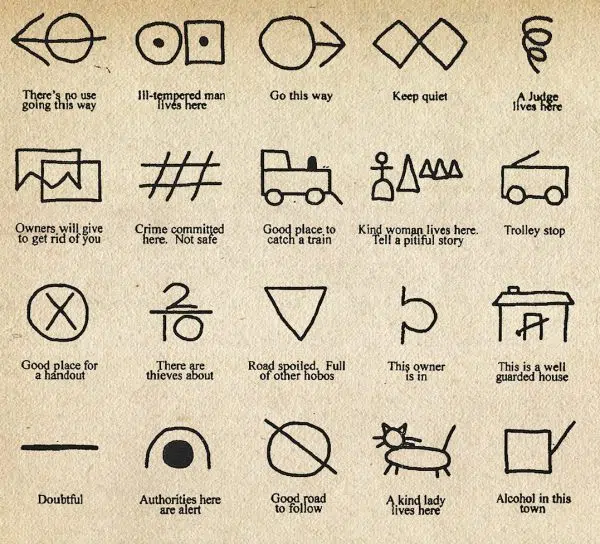 There's no use
going this way
Ill-tempered man
lives here
Go this way
Keep quiet
A Judge
lives here
Owners will give
to get rid of you
Crime committed
here. Not safe
Good place to
catch a train
Kind woman lives here.
Tell a pitiful story
Trolley stop
Good place for
a handout
2
10
There are
thieves about
Road spoiled. Full
of other hobos
This owner
is in
This is a well
guarded house
Doubtful
Authorities here
are alert
Good road
to follow
A kind lady
lives here
Alcohol in this
town